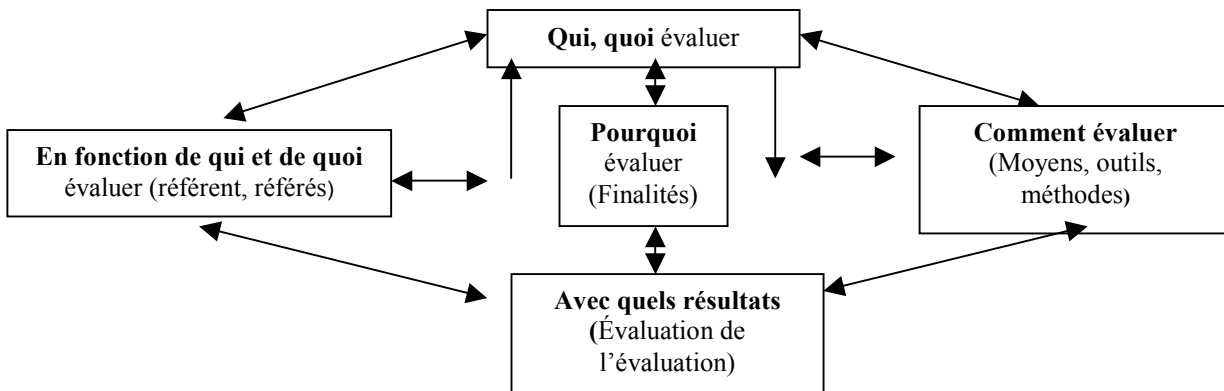 Qui, quoi évaluer
En fonction de qui et de quoi
évaluer (référent, référés)
Pourquoi
évaluer
(Finalités)
Comment évaluer
(Moyens, outils,
méthodes)
Avec quels résultats
(Évaluation de
l’évaluation)